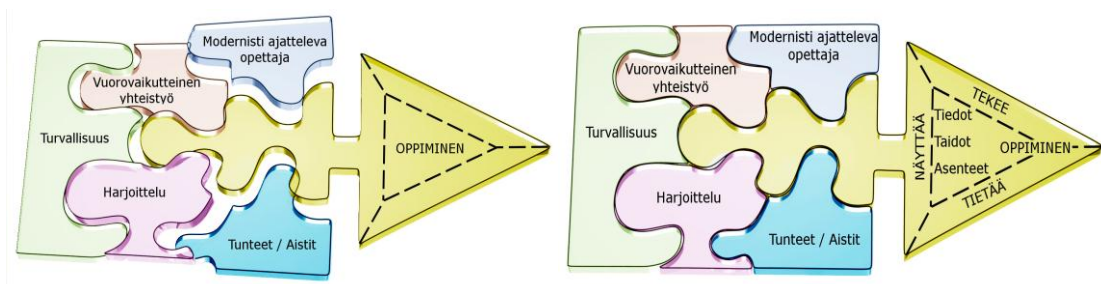 Modernisti ajatteleva
opettaja
Vuorovaikutteinen
yhteistyö
Turvallisuus
OPPIMINEN
Harjoittelu
Tunteet / Aistit
Modernisti ajatteleva
opettaja
Vuorovaikutteinen
yhteistyö
Turvallisuus
TEKEE
NÄYTTÄÄ
Tiedot
Taidot
OPPIMINEN
Asenteet
TIETÄÄ
Harjoittelu
Tunteet / Aistit